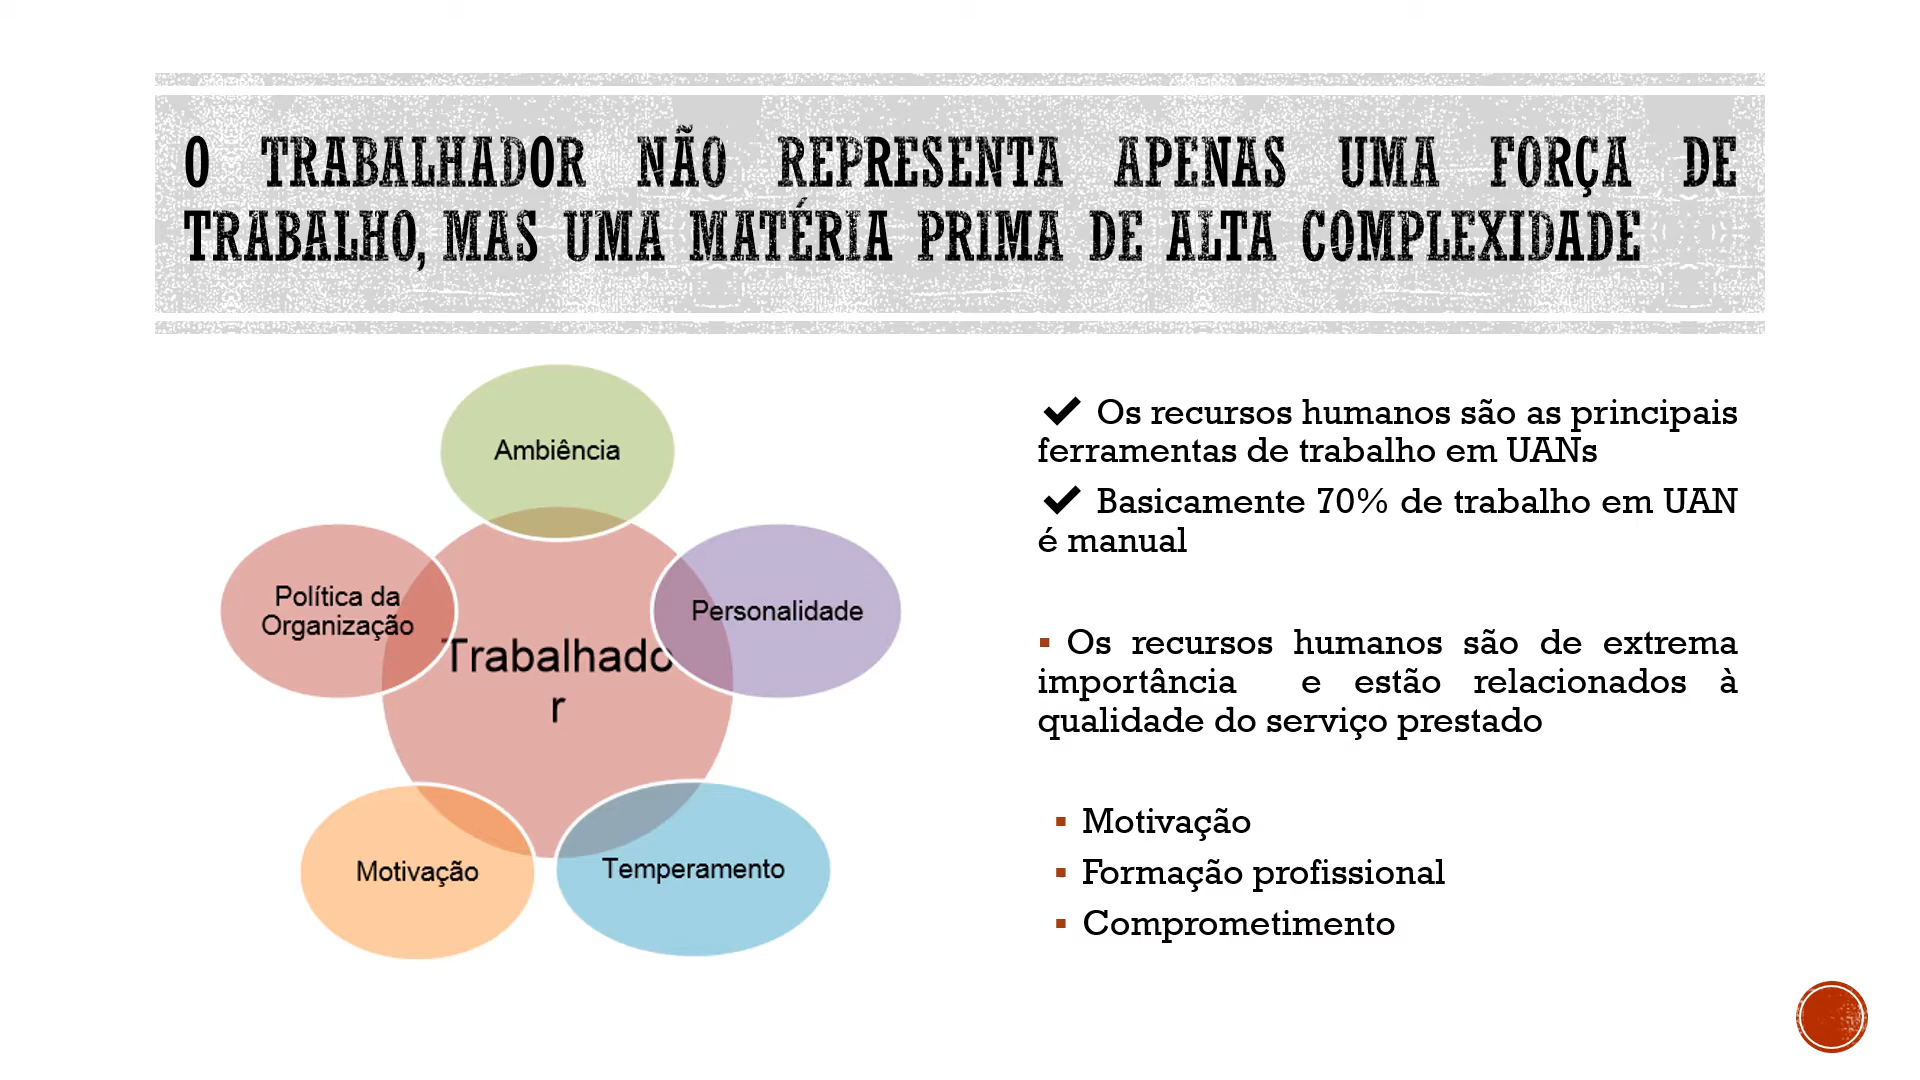 O TRABALHADOR NÃO REPRESENTA APENAS UMA FORÇA DE
TRABALHO, MAS UMA MATÉRIA PRIMA DE ALTA COMPLEXIDADE
Ambiência
Política da
Organização
Personalidade
Trabalhado
r
Motivação
Temperamento
✔ Os recursos humanos são as principais
ferramentas de trabalho em UANs
✔ Basicamente 70% de trabalho em UAN
é manual
▪ Os recursos humanos são de extrema
importância e estão relacionados à
qualidade do serviço prestado
▪ Motivação
▪ Formação profissional
▪ Comprometimento